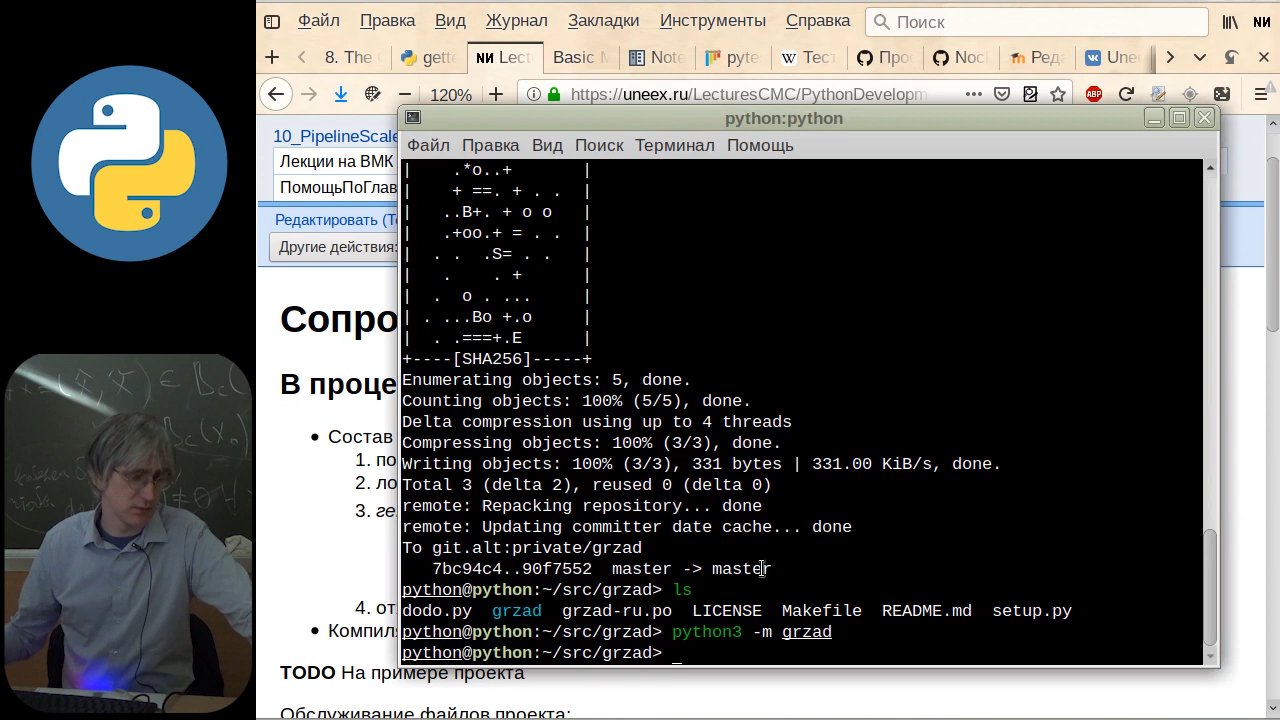 Файл Правка Вид Журнал Закладки Инструменты Справка Поиск
8. The gette Lect Basic M Note pyte Тест Прое Noc Реда Unee
120% https://uneex.ru/LecturesCMC/PythonDevelopm
10_PipelineScale
Лекции на ВМК
ПомощьПоГлав
Редактировать (Те
Другие действия:
Сопро
В проце
Состав
1. по
2. ло
3. ге
4. от
Компиля
TODO На примере проекта
Обслуживание файлов проекта:
python:python
Файл Правка Вид Поиск Терминал Помощь
| .*o..+ |
| + ==. + . . |
| ..B+. + o o |
| .+oo.+ = . . |
| . . .S= . . |
| . . + |
| . o . ... |
| . ...Bo +.o |
| . .===+.E |
+----[SHA256]-----+
Enumerating objects: 5, done.
Counting objects: 100% (5/5), done.
Delta compression using up to 4 threads
Compressing objects: 100% (3/3), done.
Writing objects: 100% (3/3), 331 bytes | 331.00 KiB/s, done.
Total 3 (delta 2), reused 0 (delta 0)
remote: Repacking repository... done
remote: Updating committer date cache... done
To git.alt:private/grzad
7bc94c4..90f7552 master -> master
python@python:~/src/grzad> ls
dodo.py grzad grzad-ru.po LICENSE Makefile README.md setup.py
python@python:~/src/grzad> python3 -m grzad
python@python:~/src/grzad> _